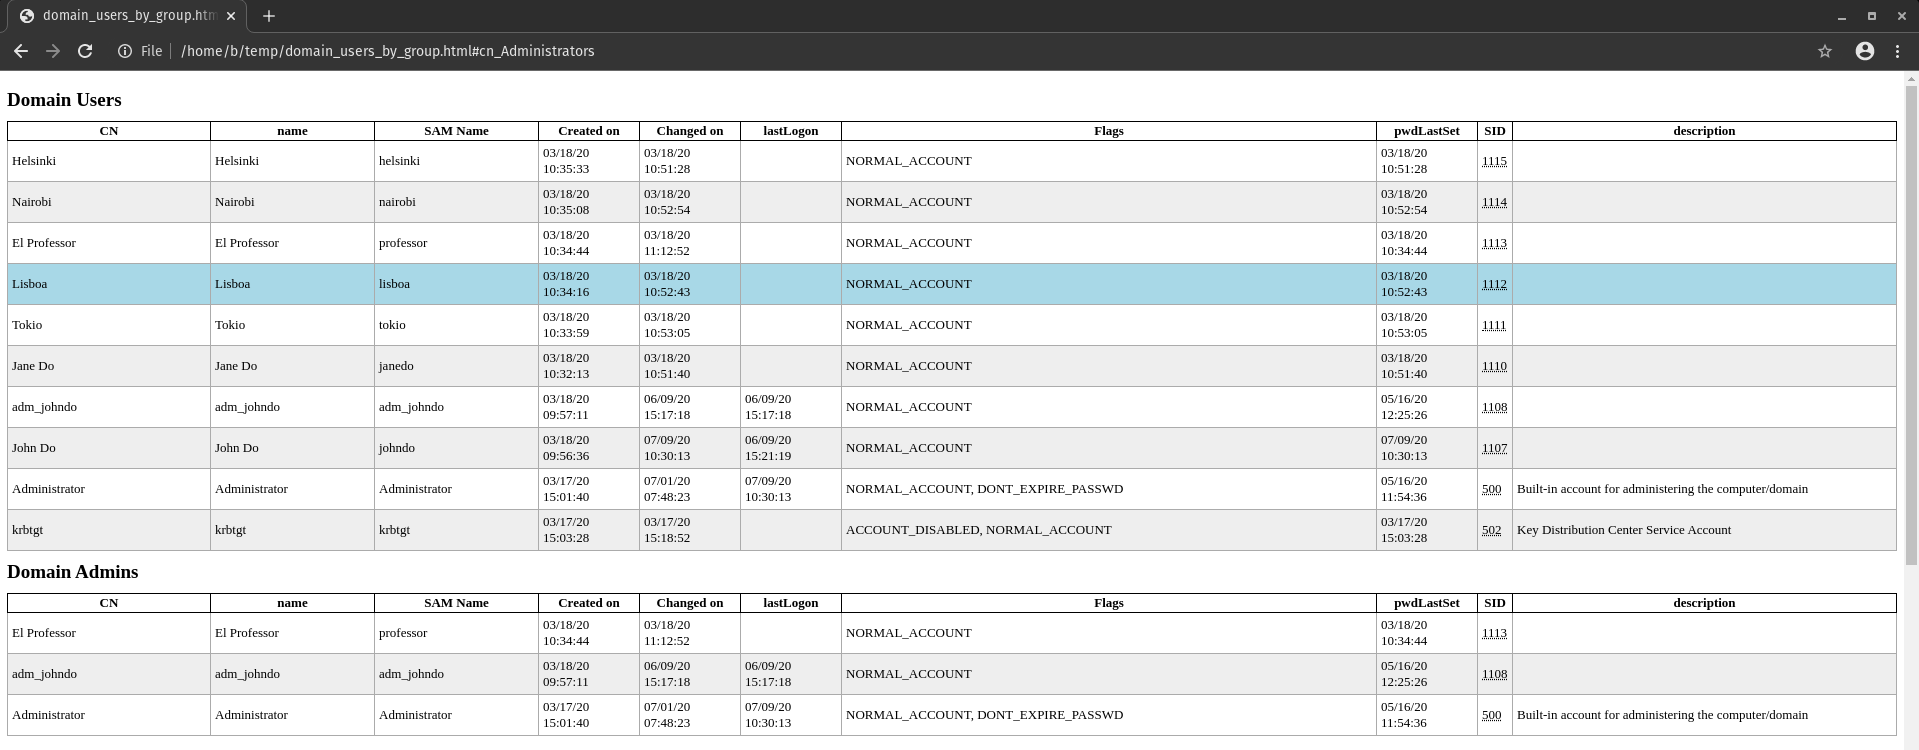 domain_users_by_group.htm
File /home/b/temp/domain_users_by_group.html#cn_Administrators
Domain Users
CN name SAM Name Created on Changed on lastLogon Flags pwdLastSet SID description
Helsinki Helsinki helsinki 03/18/20 10:35:33 03/18/20 10:51:28 NORMAL_ACCOUNT 03/18/20 10:51:28 1115
Nairobi Nairobi nairobi 03/18/20 10:35:08 03/18/20 10:52:54 NORMAL_ACCOUNT 03/18/20 10:52:54 1114
El Professor El Professor professor 03/18/20 10:34:44 03/18/20 11:12:52 NORMAL_ACCOUNT 03/18/20 10:34:44 1113
Lisboa Lisboa lisboa 03/18/20 10:34:16 03/18/20 10:52:43 NORMAL_ACCOUNT 03/18/20 10:52:43 1112
Tokio Tokio tokio 03/18/20 10:33:59 03/18/20 10:53:05 NORMAL_ACCOUNT 03/18/20 10:53:05 1111
Jane Do Jane Do janedo 03/18/20 10:32:13 03/18/20 10:51:40 NORMAL_ACCOUNT 03/18/20 10:51:40 1110
adm_johndo adm_johndo adm_johndo 03/18/20 09:57:11 06/09/20 15:17:18 06/09/20 15:17:18 NORMAL_ACCOUNT 05/16/20 12:25:26 1108
John Do John Do johndo 03/18/20 09:56:36 07/09/20 10:30:13 06/09/20 15:21:19 NORMAL_ACCOUNT 07/09/20 10:30:13 1107
Administrator Administrator Administrator 03/17/20 15:01:40 07/01/20 07:48:23 07/09/20 10:30:13 NORMAL_ACCOUNT, DONT_EXPIRE_PASSWD 05/16/20 11:54:36 500 Built-in account for administering the computer/domain
krbtgt krbtgt krbtgt 03/17/20 15:03:28 03/17/20 15:18:52 ACCOUNT_DISABLED, NORMAL_ACCOUNT 03/17/20 15:03:28 502 Key Distribution Center Service Account
Domain Admins
CN name SAM Name Created on Changed on lastLogon Flags pwdLastSet SID description
El Professor El Professor professor 03/18/20 10:34:44 03/18/20 11:12:52 NORMAL_ACCOUNT 03/18/20 10:34:44 1113
adm_johndo adm_johndo adm_johndo 03/18/20 09:57:11 06/09/20 15:17:18 06/09/20 15:17:18 NORMAL_ACCOUNT 05/16/20 12:25:26 1108
Administrator Administrator Administrator 03/17/20 15:01:40 07/01/20 07:48:23 07/09/20 10:30:13 NORMAL_ACCOUNT, DONT_EXPIRE_PASSWD 05/16/20 11:54:36 500 Built-in account for administering the computer/domain